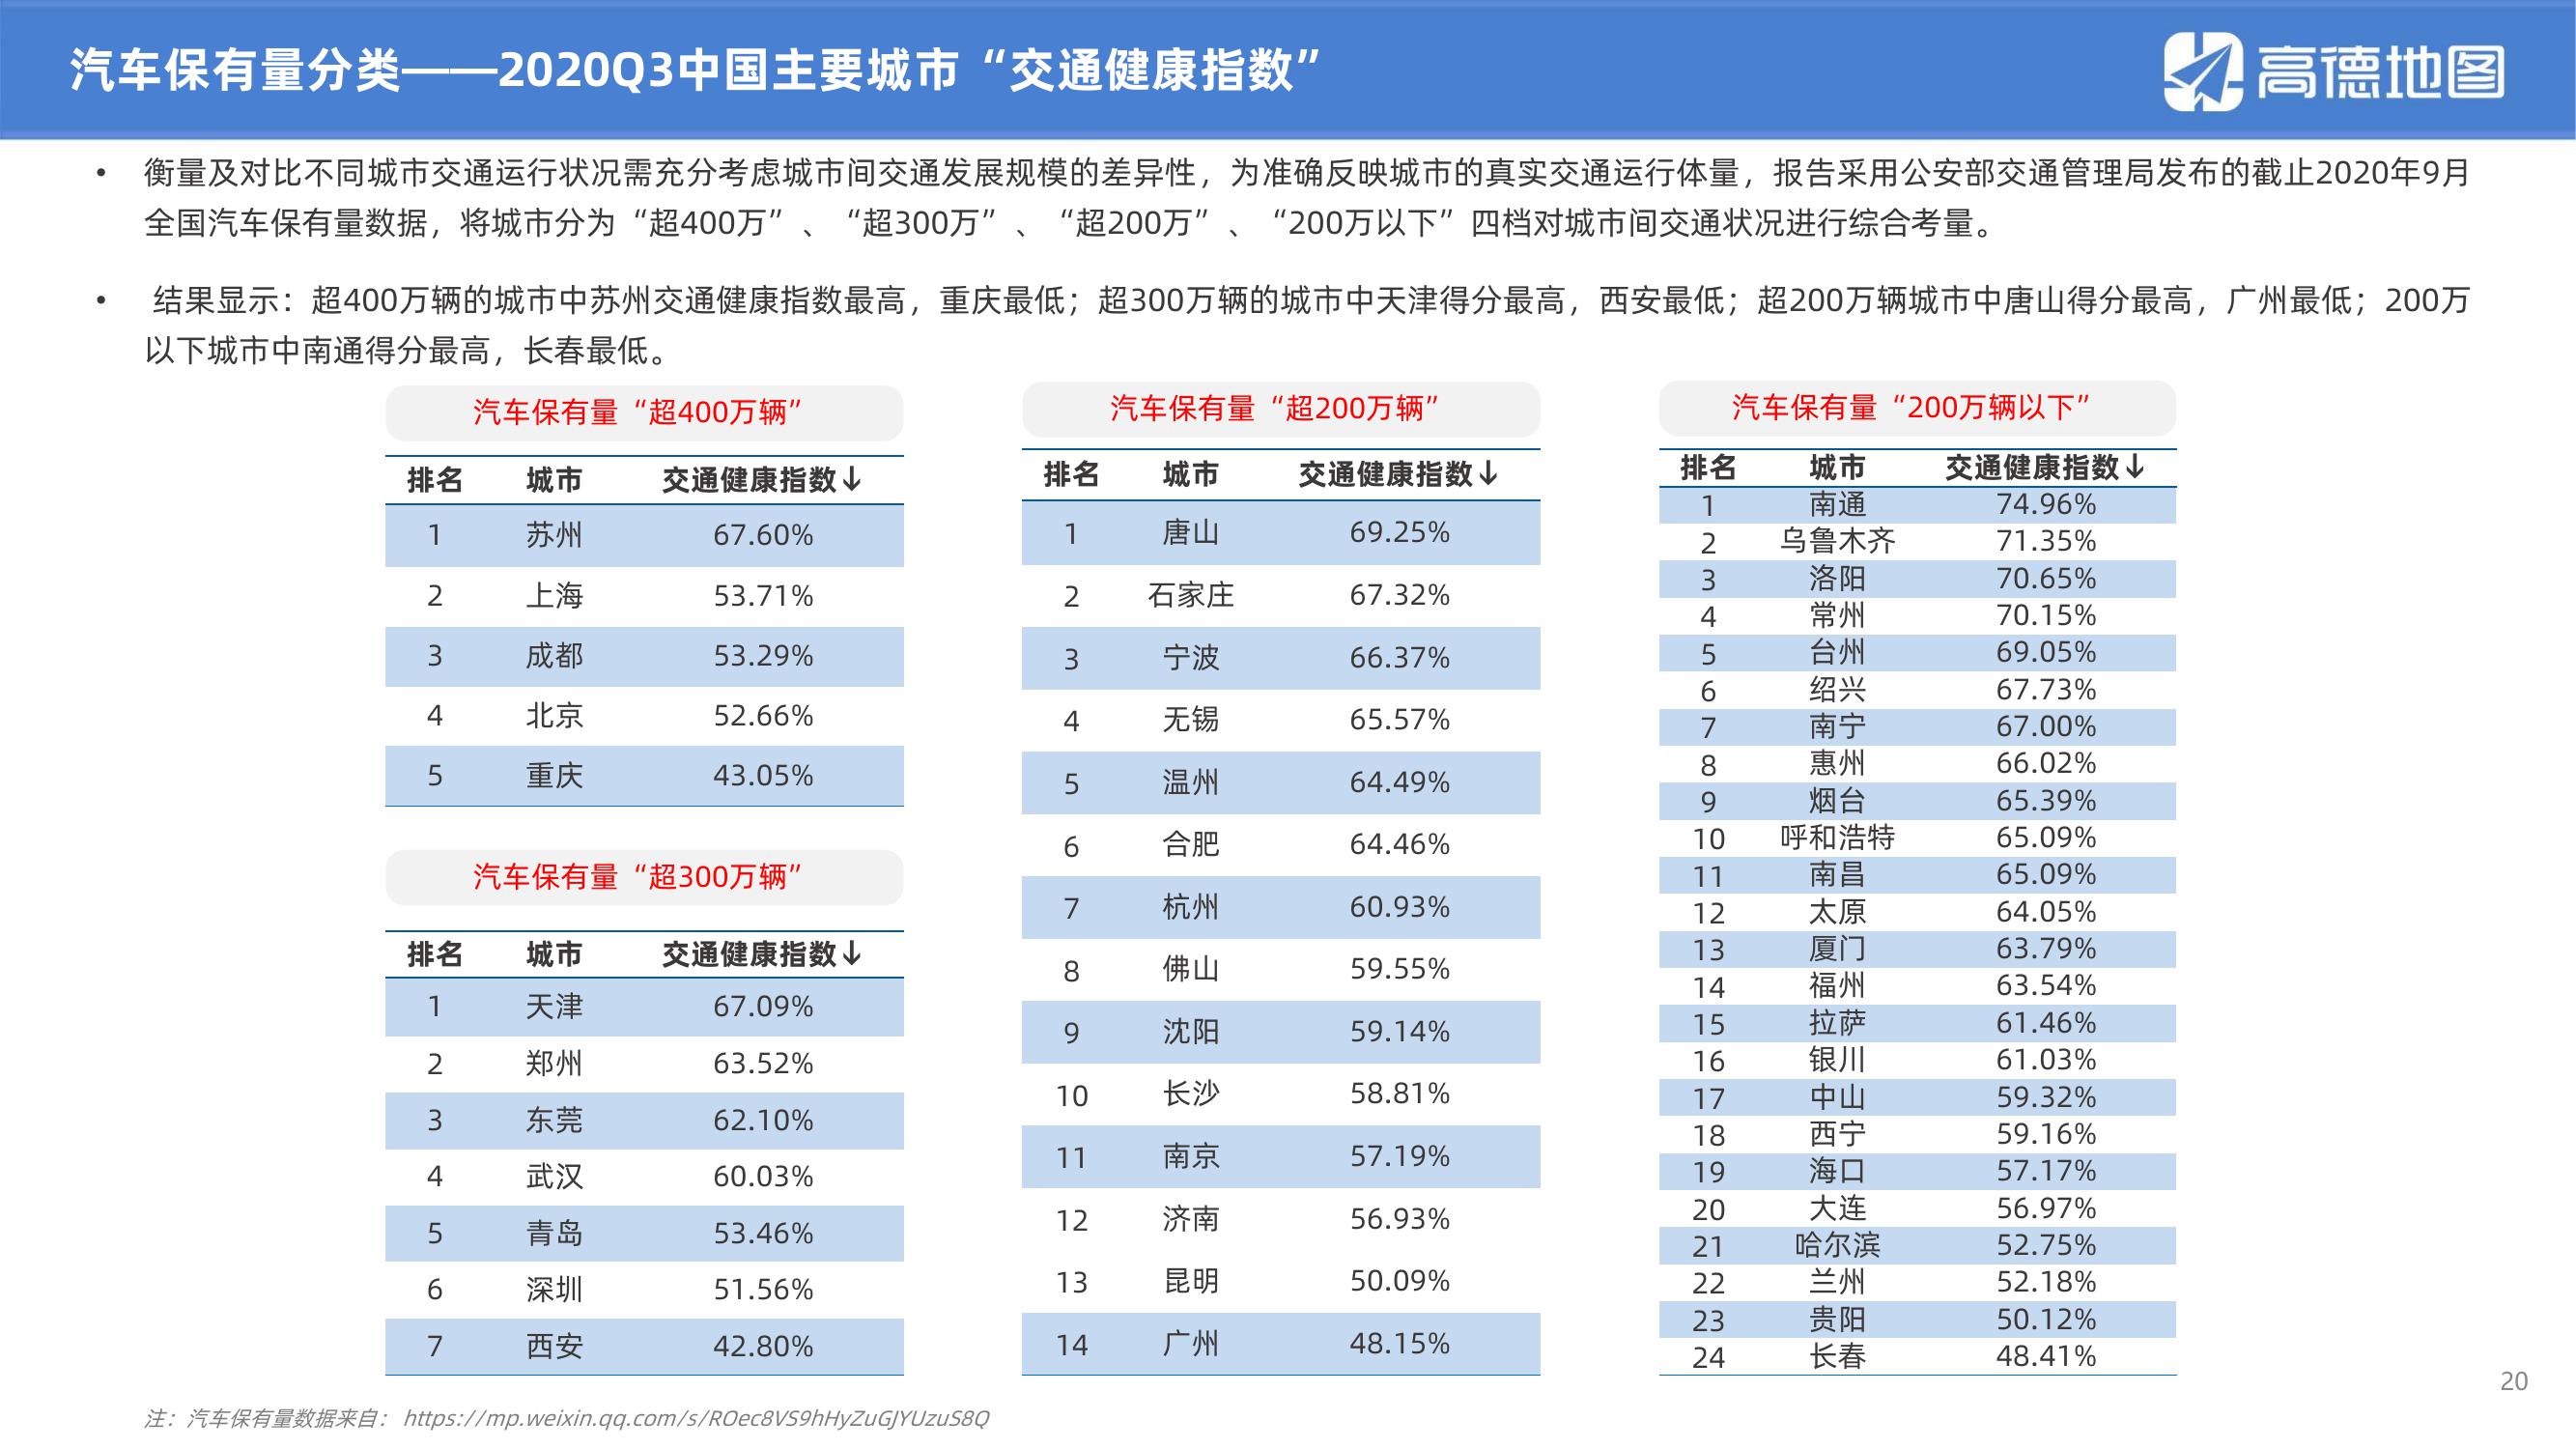 汽车保有量分类——2020Q3中国主要城市“交通健康指数”
高德地图
• 衡量及对比不同城市交通运行状况需充分考虑城市间交通发展规模的差异性，为准确反映城市的真实交通运行体量，报告采用公安部交通管理局发布的截止2020年9月
全国汽车保有量数据，将城市分为“超400万”、“超300万”、“超200万”、“200万以下”四档对城市间交通状况进行综合考量。
• 结果显示：超400万辆的城市中苏州交通健康指数最高，重庆最低；超300万辆的城市中天津得分最高，西安最低；超200万辆城市中唐山得分最高，广州最低；200万
以下城市中南通得分最高，长春最低。
汽车保有量“超400万辆”
排名 城市 交通健康指数↓
1 苏州 67.60%
2 上海 53.71%
3 成都 53.29%
4 北京 52.66%
5 重庆 43.05%
汽车保有量“超300万辆”
排名 城市 交通健康指数↓
1 天津 67.09%
2 郑州 63.52%
3 东莞 62.10%
4 武汉 60.03%
5 青岛 53.46%
6 深圳 51.56%
7 西安 42.80%
汽车保有量“超200万辆”
排名 城市 交通健康指数↓
1 唐山 69.25%
2 石家庄 67.32%
3 宁波 66.37%
4 无锡 65.57%
5 温州 64.49%
6 合肥 64.46%
7 杭州 60.93%
8 佛山 59.55%
9 沈阳 59.14%
10 长沙 58.81%
11 南京 57.19%
12 济南 56.93%
13 昆明 50.09%
14 广州 48.15%
汽车保有量“200万辆以下”
排名 城市 交通健康指数↓
1 南通 74.96%
2 乌鲁木齐 71.35%
3 洛阳 70.65%
4 常州 70.15%
5 台州 69.05%
6 绍兴 67.73%
7 南宁 67.00%
8 惠州 66.02%
9 烟台 65.39%
10 呼和浩特 65.09%
11 南昌 65.09%
12 太原 64.05%
13 厦门 63.79%
14 福州 63.54%
15 拉萨 61.46%
16 银川 61.03%
17 中山 59.32%
18 西宁 59.16%
19 海口 57.17%
20 大连 56.97%
21 哈尔滨 52.75%
22 兰州 52.18%
23 贵阳 50.12%
24 长春 48.41%
注：汽车保有量数据来自： https://mp.weixin.qq.com/s/ROec8VS9hHyZuGJYUzuS8Q
20